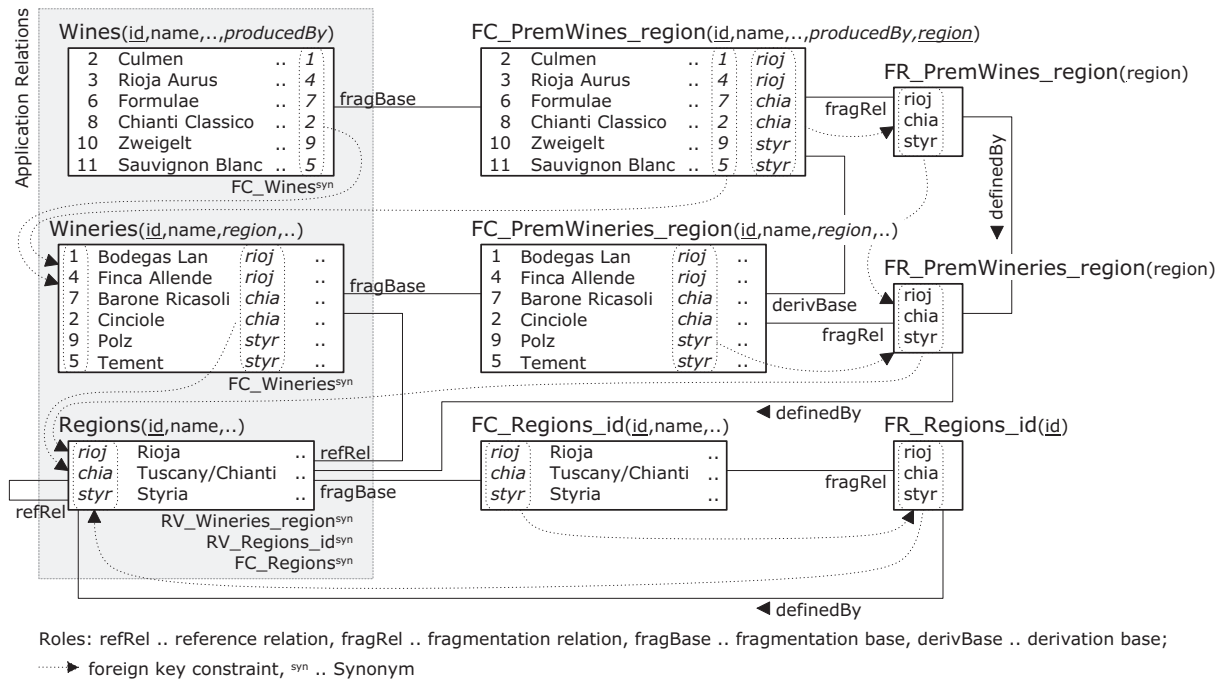 Application Relations
Wines(id,name,..,producedBy)
2 Culmen .. 1
3 Rioja Aurus .. 4
6 Formulae .. 7
8 Chianti Classico .. 2
10 Zweigelt .. 9
11 Sauvignon Blanc .. 5
FC_Winesˢʸⁿ
fragBase
FC_PremWines_region(id,name,..,producedBy,region)
2 Culmen .. 1 rioj
3 Rioja Aurus .. 4 rioj
6 Formulae .. 7 chia
8 Chianti Classico .. 2 chia
10 Zweigelt .. 9 styr
11 Sauvignon Blanc .. 5 styr
fragRel
FR_PremWines_region(region)
rioj
chia
styr
definedBy
Wineries(id,name,region,..)
1 Bodegas Lan rioj ..
4 Finca Allende rioj ..
7 Barone Ricasoli chia ..
2 Cinciole chia ..
9 Polz styr ..
5 Tement styr ..
FC_Wineriesˢʸⁿ
fragBase
FC_PremWineries_region(id,name,region,..)
1 Bodegas Lan rioj ..
4 Finca Allende rioj ..
7 Barone Ricasoli chia ..
2 Cinciole chia ..
9 Polz styr ..
5 Tement styr ..
derivBase
fragRel
FR_PremWineries_region(region)
rioj
chia
styr
definedBy
Regions(id,name,..)
rioj Rioja ..
chia Tuscany/Chianti ..
styr Styria ..
refRel
refRel
fragBase
RV_Wineries_regionˢʸⁿ
RV_Regions_idˢʸⁿ
FC_Regionsˢʸⁿ
FC_Regions_id(id,name,..)
rioj Rioja ..
chia Tuscany/Chianti ..
styr Styria ..
fragRel
FR_Regions_id(id)
rioj
chia
styr
definedBy
Roles: refRel .. reference relation, fragRel .. fragmentation relation, fragBase .. fragmentation base, derivBase .. derivation base;
foreign key constraint, ˢʸⁿ .. Synonym